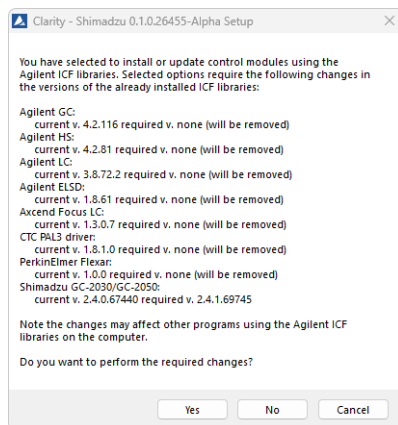 Clarity - Shimadzu 0.1.0.26455-Alpha Setup
You have selected to install or update control modules using the
Agilent ICF libraries. Selected options require the following changes in
the versions of the already installed ICF libraries:
Agilent GC:
current v. 4.2.116 required v. none (will be removed)
Agilent HS:
current v. 4.2.81 required v. none (will be removed)
Agilent LC:
current v. 3.8.72.2 required v. none (will be removed)
Agilent ELSD:
current v. 1.8.61 required v. none (will be removed)
Axcend Focus LC:
current v. 1.3.0.7 required v. none (will be removed)
CTC PAL3 driver:
current v. 1.8.1.0 required v. none (will be removed)
PerkinElmer Flexar:
current v. 1.0.0 required v. none (will be removed)
Shimadzu GC-2030/GC-2050:
current v. 2.4.0.67440 required v. 2.4.1.69745
Note the changes may affect other programs using the Agilent ICF
libraries on the computer.
Do you want to perform the required changes?
Yes No Cancel